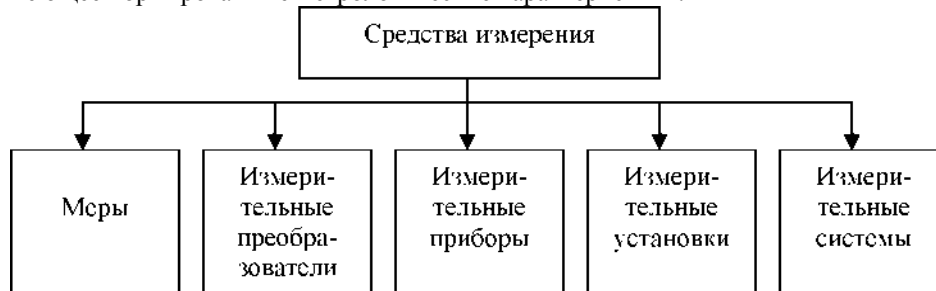 Средства измерения
Меры
Измери-
тельные
преобра-
зователи
Измери-
тельные
приборы
Измери-
тельные
установки
Измери-
тельные
системы